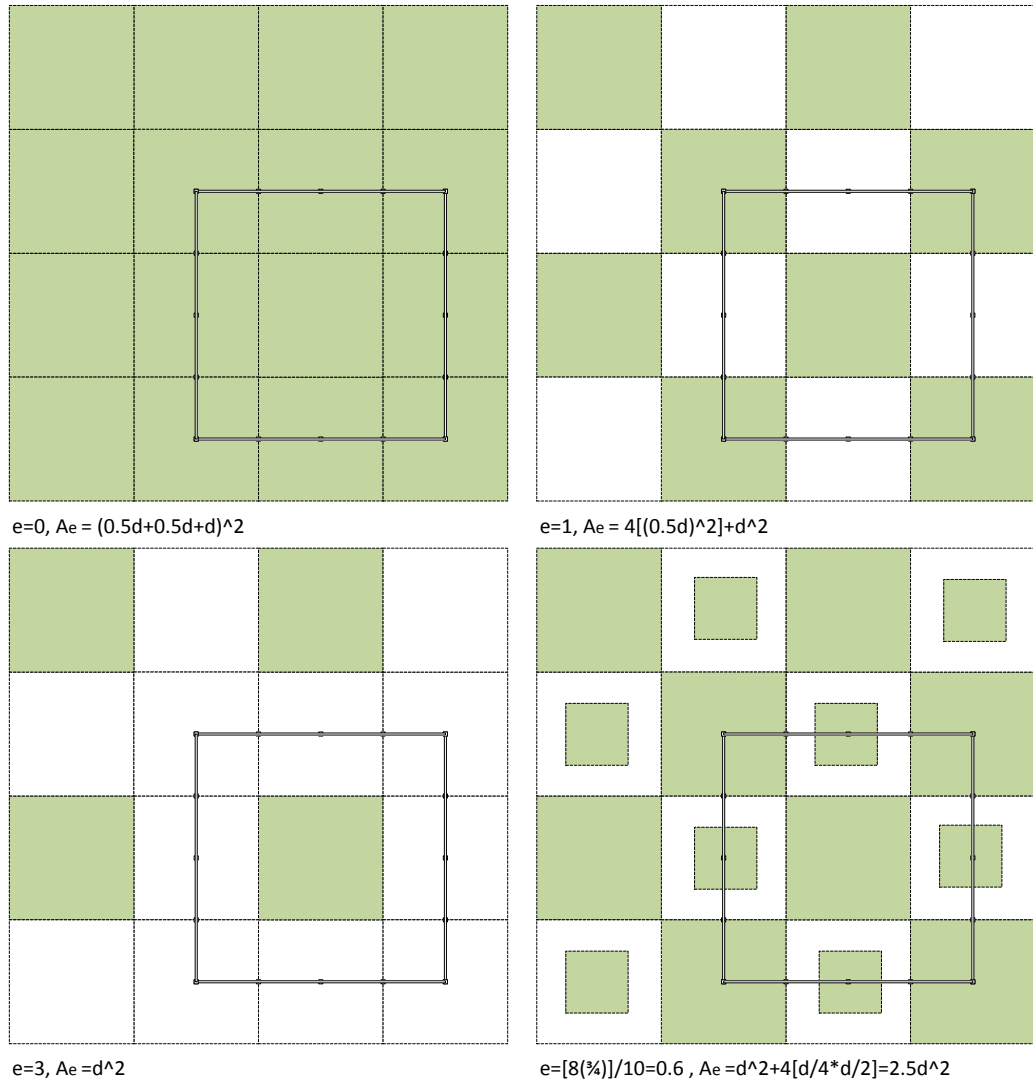 e=0, Ae = (0.5d+0.5d+d)^2
e=1, Ae = 4[(0.5d)^2]+d^2
e=3, Ae =d^2
e=[8(¾)]/10=0.6 , Ae =d^2+4[d/4*d/2]=2.5d^2